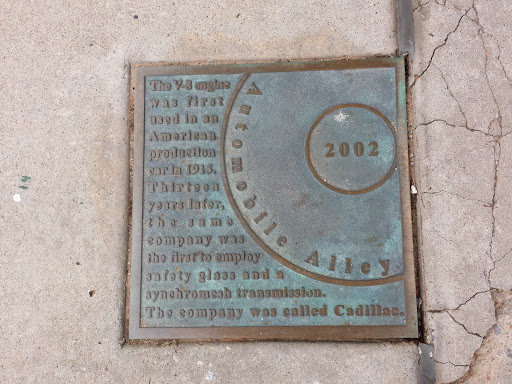 The V-8 engine
was first
used in an
American
production
car in 1915.
Thirteen
years later,
the same
company was
the first to employ
safety glass and a
synchromesh transmission.
The company was called Cadillac.
Automobile Alley
2002